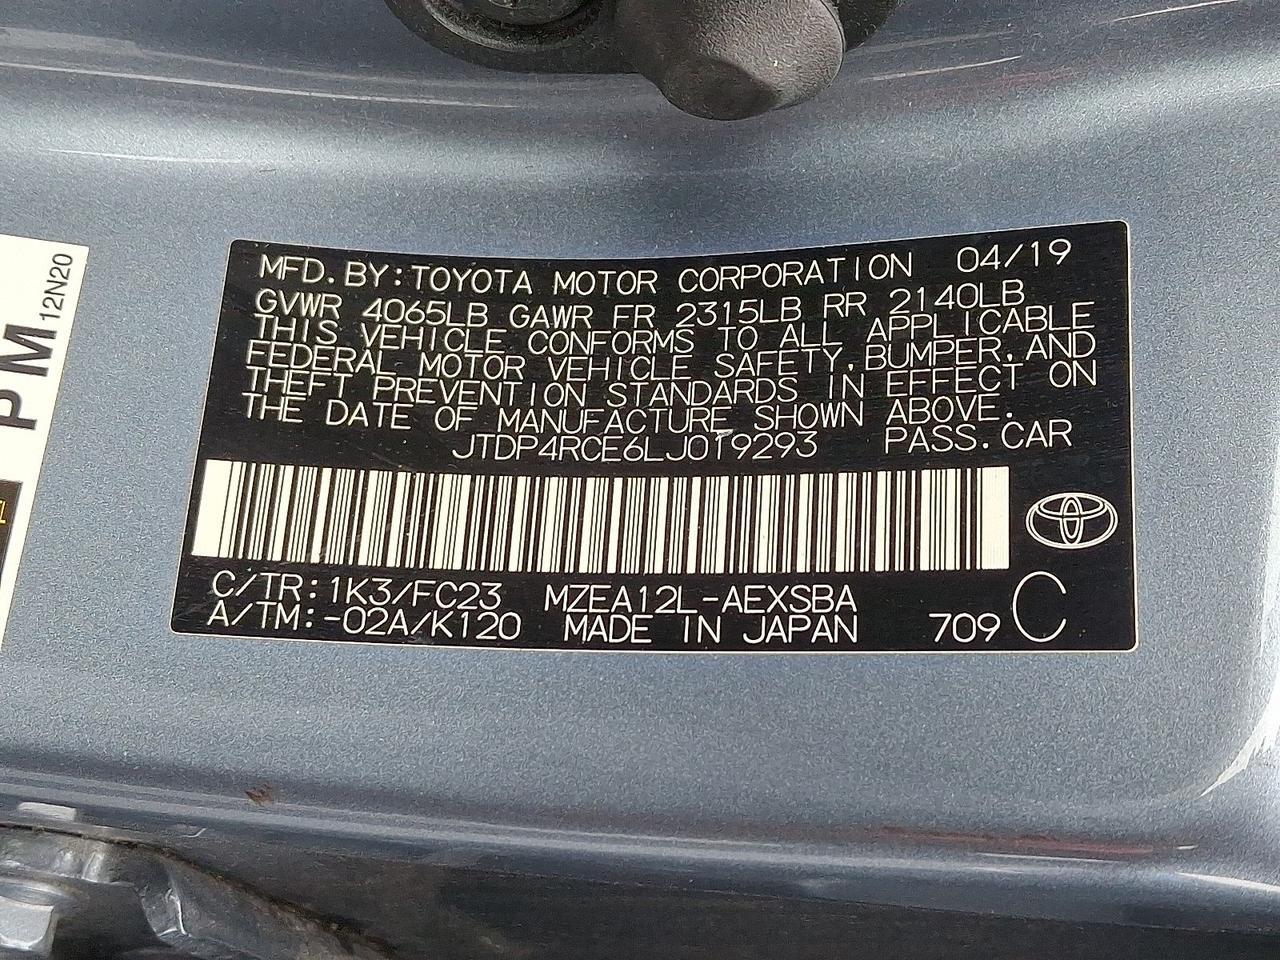 MFD.BY:TOYOTA MOTOR CORPORATION 04/19
GVWR 4065LB GAWR FR 2315LB RR 2140LB
THIS VEHICLE CONFORMS TO ALL APPLICABLE
FEDERAL MOTOR VEHICLE SAFETY,BUMPER,AND
THEFT PREVENTION STANDARDS IN EFFECT ON
THE DATE OF MANUFACTURE SHOWN ABOVE.
JTDP4RCE6LJ019293 PASS.CAR
C/TR:1K3/FC23 MZEA12L-AEXSBA
A/TM:-02A/K120 MADE IN JAPAN 709 C
PM 12N20